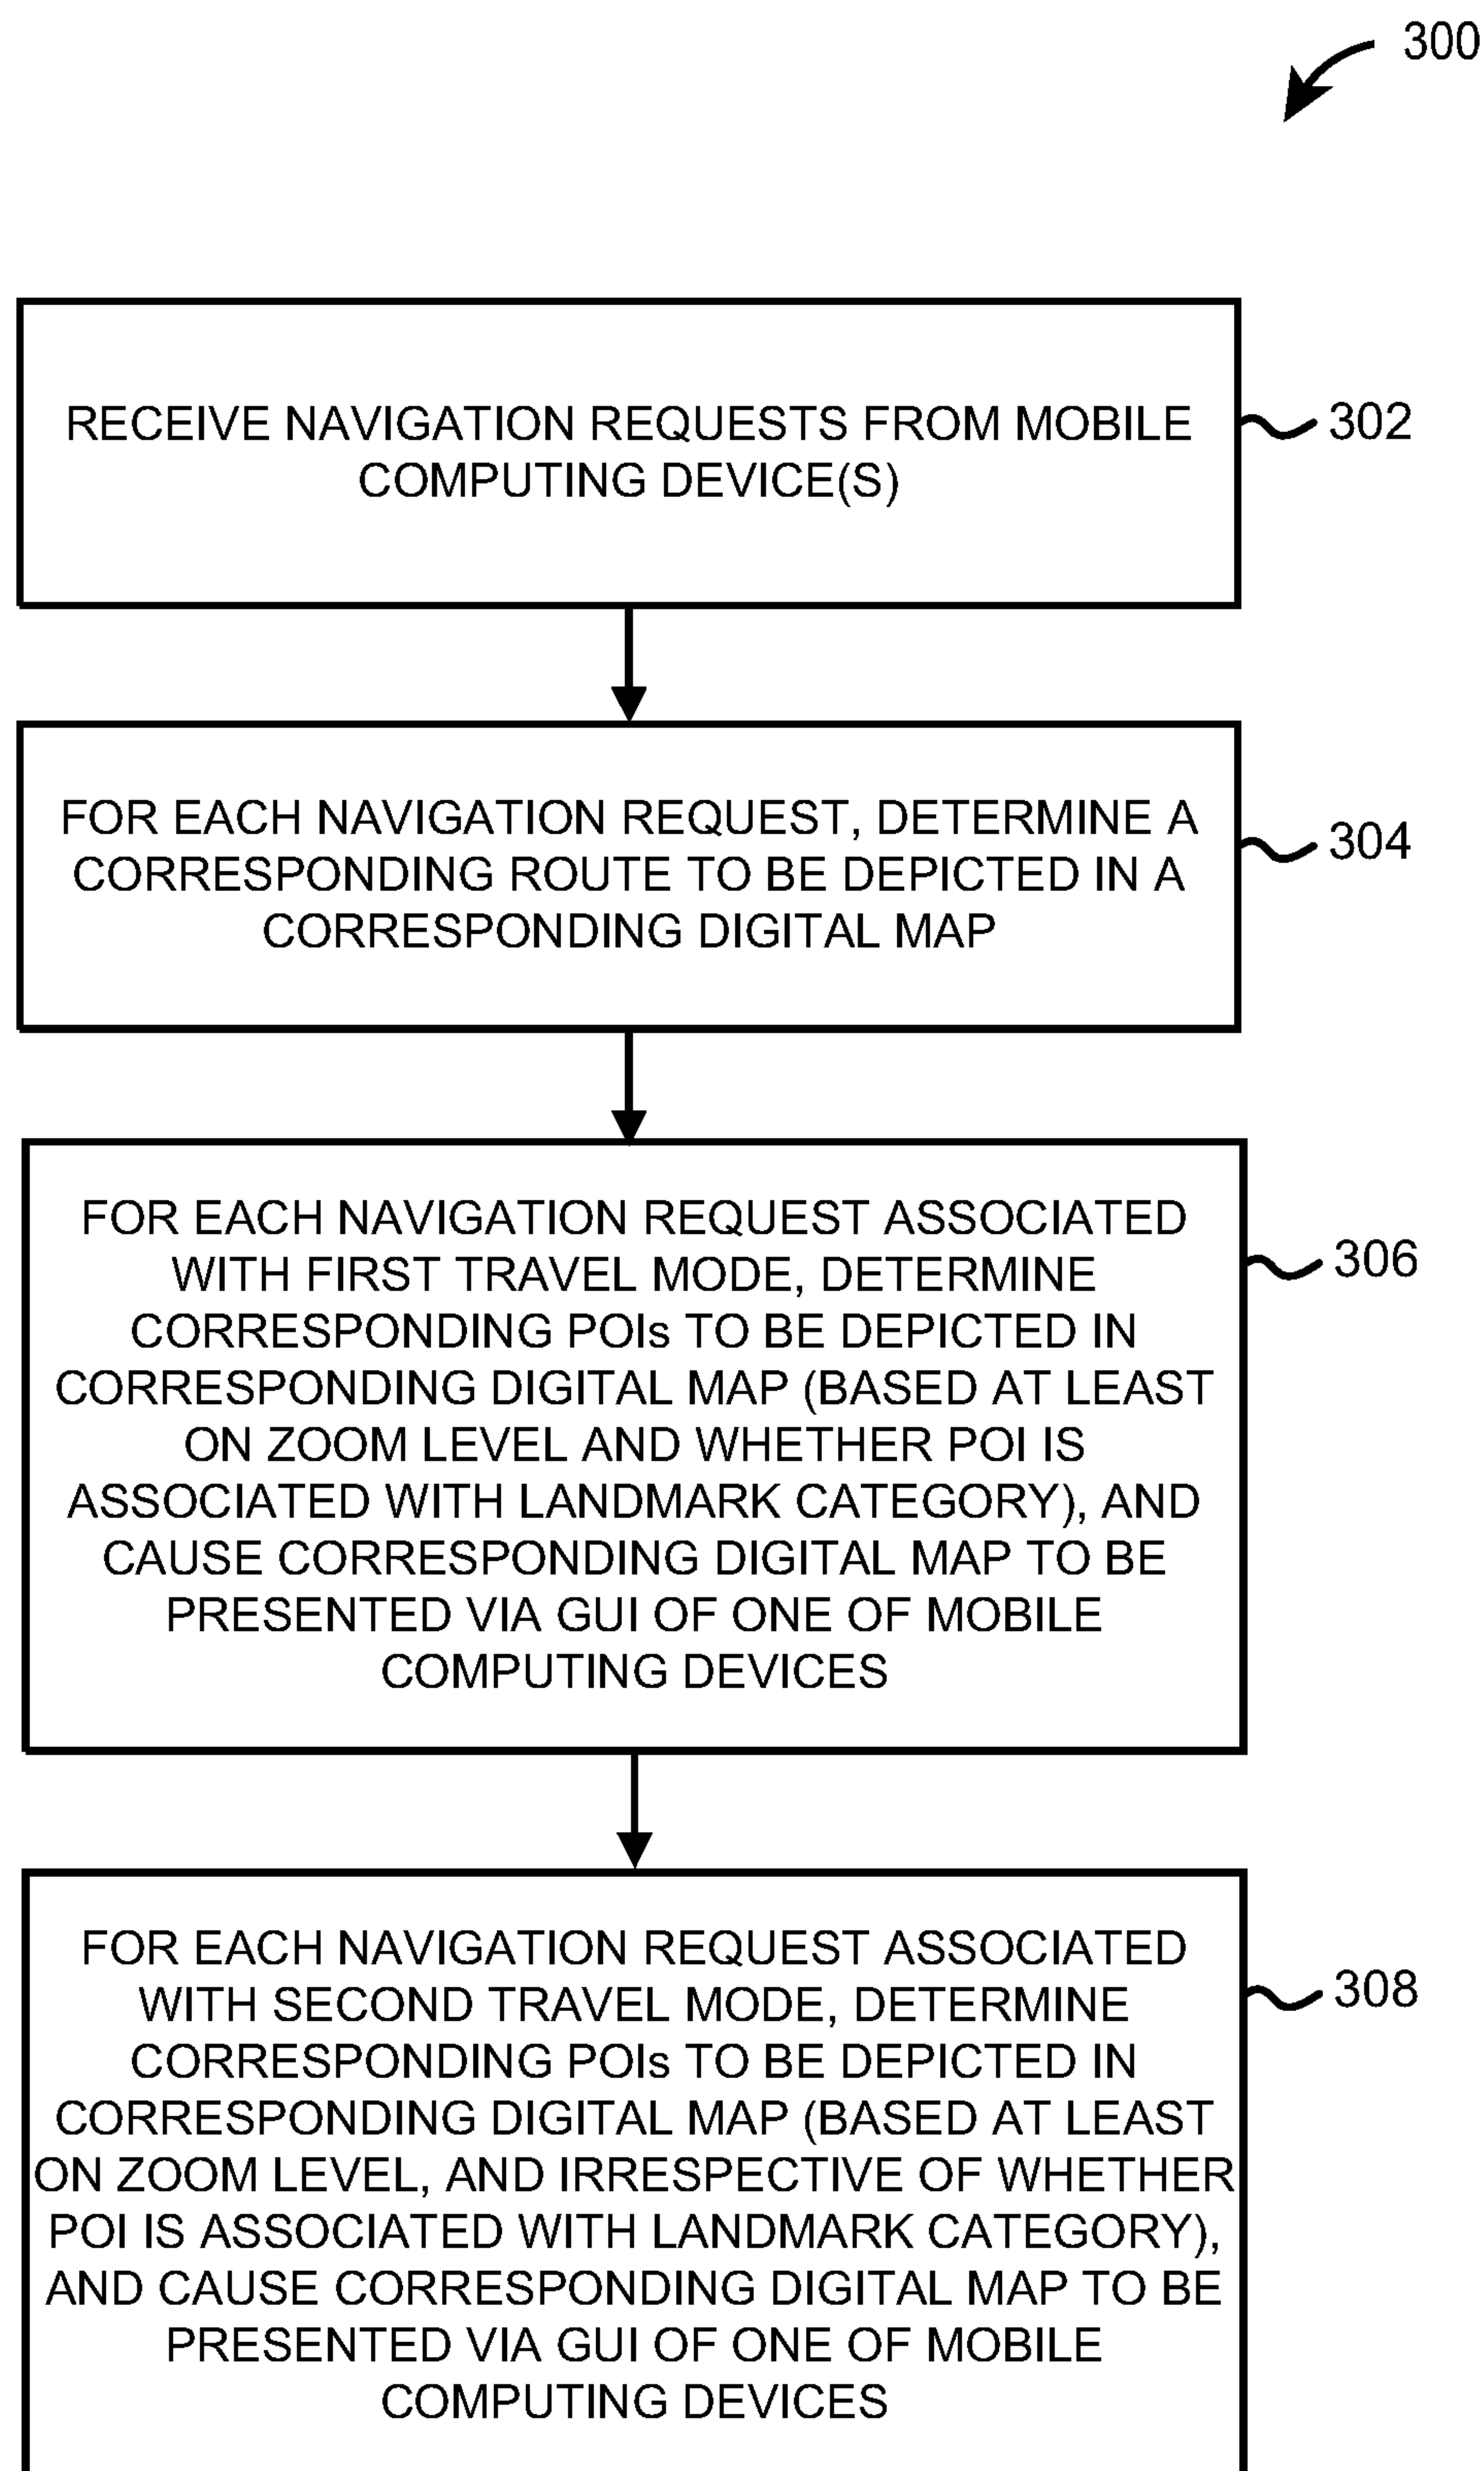 300
RECEIVE NAVIGATION REQUESTS FROM MOBILE
COMPUTING DEVICE(S)
302
FOR EACH NAVIGATION REQUEST, DETERMINE A
CORRESPONDING ROUTE TO BE DEPICTED IN A
CORRESPONDING DIGITAL MAP
304
FOR EACH NAVIGATION REQUEST ASSOCIATED
WITH FIRST TRAVEL MODE, DETERMINE
CORRESPONDING POIs TO BE DEPICTED IN
CORRESPONDING DIGITAL MAP (BASED AT LEAST
ON ZOOM LEVEL AND WHETHER POI IS
ASSOCIATED WITH LANDMARK CATEGORY), AND
CAUSE CORRESPONDING DIGITAL MAP TO BE
PRESENTED VIA GUI OF ONE OF MOBILE
COMPUTING DEVICES
306
FOR EACH NAVIGATION REQUEST ASSOCIATED
WITH SECOND TRAVEL MODE, DETERMINE
CORRESPONDING POIs TO BE DEPICTED IN
CORRESPONDING DIGITAL MAP (BASED AT LEAST
ON ZOOM LEVEL, AND IRRESPECTIVE OF WHETHER
POI IS ASSOCIATED WITH LANDMARK CATEGORY),
AND CAUSE CORRESPONDING DIGITAL MAP TO BE
PRESENTED VIA GUI OF ONE OF MOBILE
COMPUTING DEVICES
308